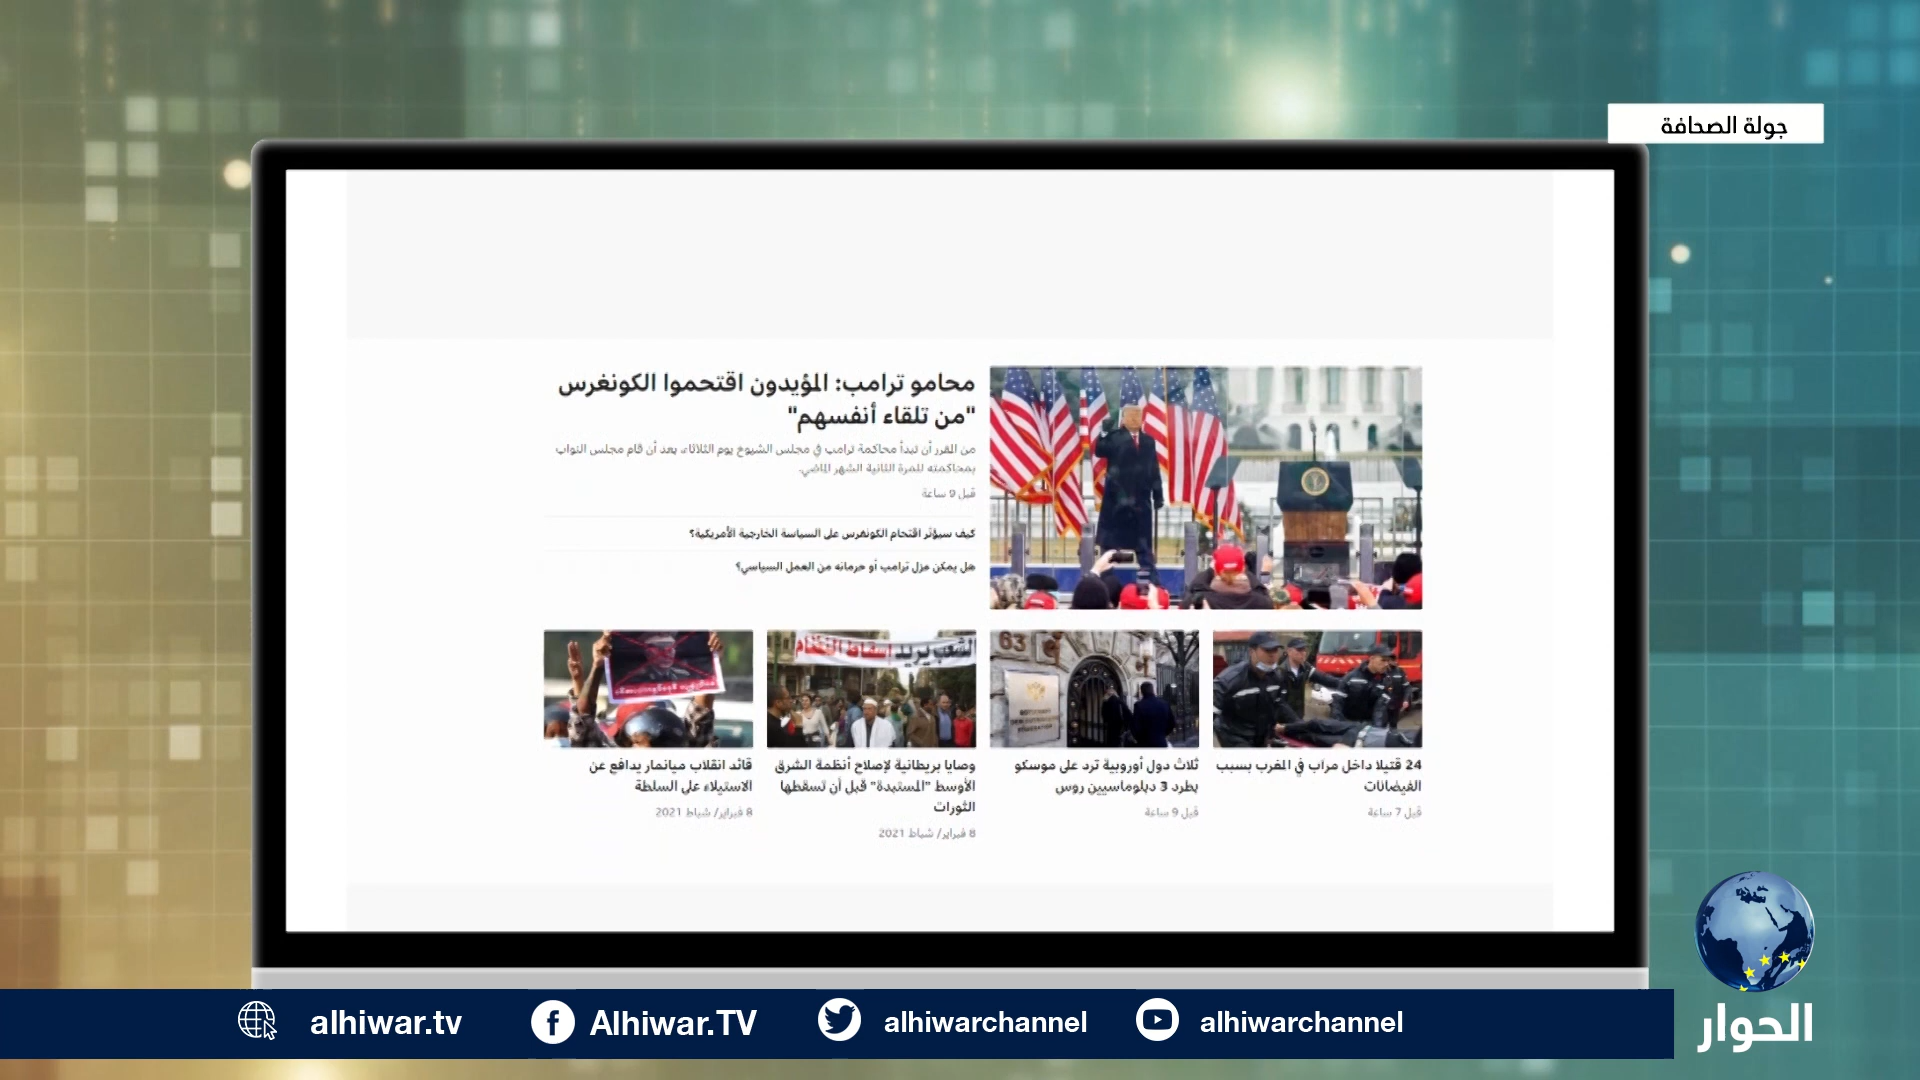 جولة الصحافة
محامو ترامب: المؤيدون اقتحموا الكونغرس
"من تلقاء أنفسهم"
من المقرر أن تبدأ محاكمة ترامب في مجلس الشيوخ يوم الثلاثاء، بعد أن قام مجلس النواب
بمحاكمته للمرة الثانية الشهر الماضي.
قبل 9 ساعة
كيف سيؤثر اقتحام الكونغرس على السياسة الخارجية الأمريكية؟
هل يمكن عزل ترامب أو حرمانه من العمل السياسي؟
63
الشعب يريد إسقاط النظام
24 قتيلا داخل مرآب في المغرب بسبب
الفيضانات
قبل 7 ساعة
ثلاث دول أوروبية ترد على موسكو
بطرد 3 دبلوماسيين روس
قبل 9 ساعة
وصايا بريطانية لإصلاح أنظمة الشرق
الأوسط "المستبدة" قبل أن تسقطها
الثورات
8 فبراير/ شباط 2021
قائد انقلاب ميانمار يدافع عن
الاستيلاء على السلطة
8 فبراير/ شباط 2021
alhiwar.tv
Alhiwar.TV
alhiwarchannel
alhiwarchannel
الحوار